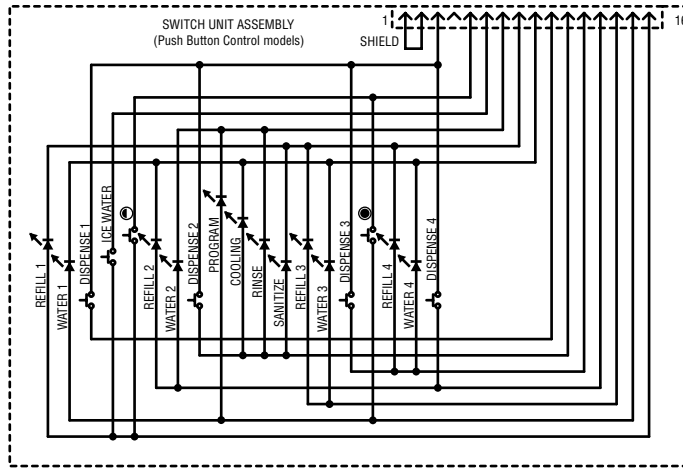 SWITCH UNIT ASSEMBLY
(Push Button Control models)
1
16
SHIELD
REFILL 1
WATER 1
DISPENSE 1
ICE WATER
REFILL 2
WATER 2
DISPENSE 2
PROGRAM
COOLING
RINSE
SANITIZE
REFILL 3
WATER 3
DISPENSE 3
REFILL 4
WATER 4
DISPENSE 4